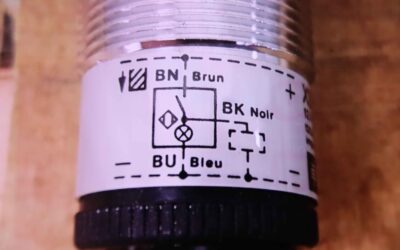 BN Brun +
BK Noir
− BU Bleu